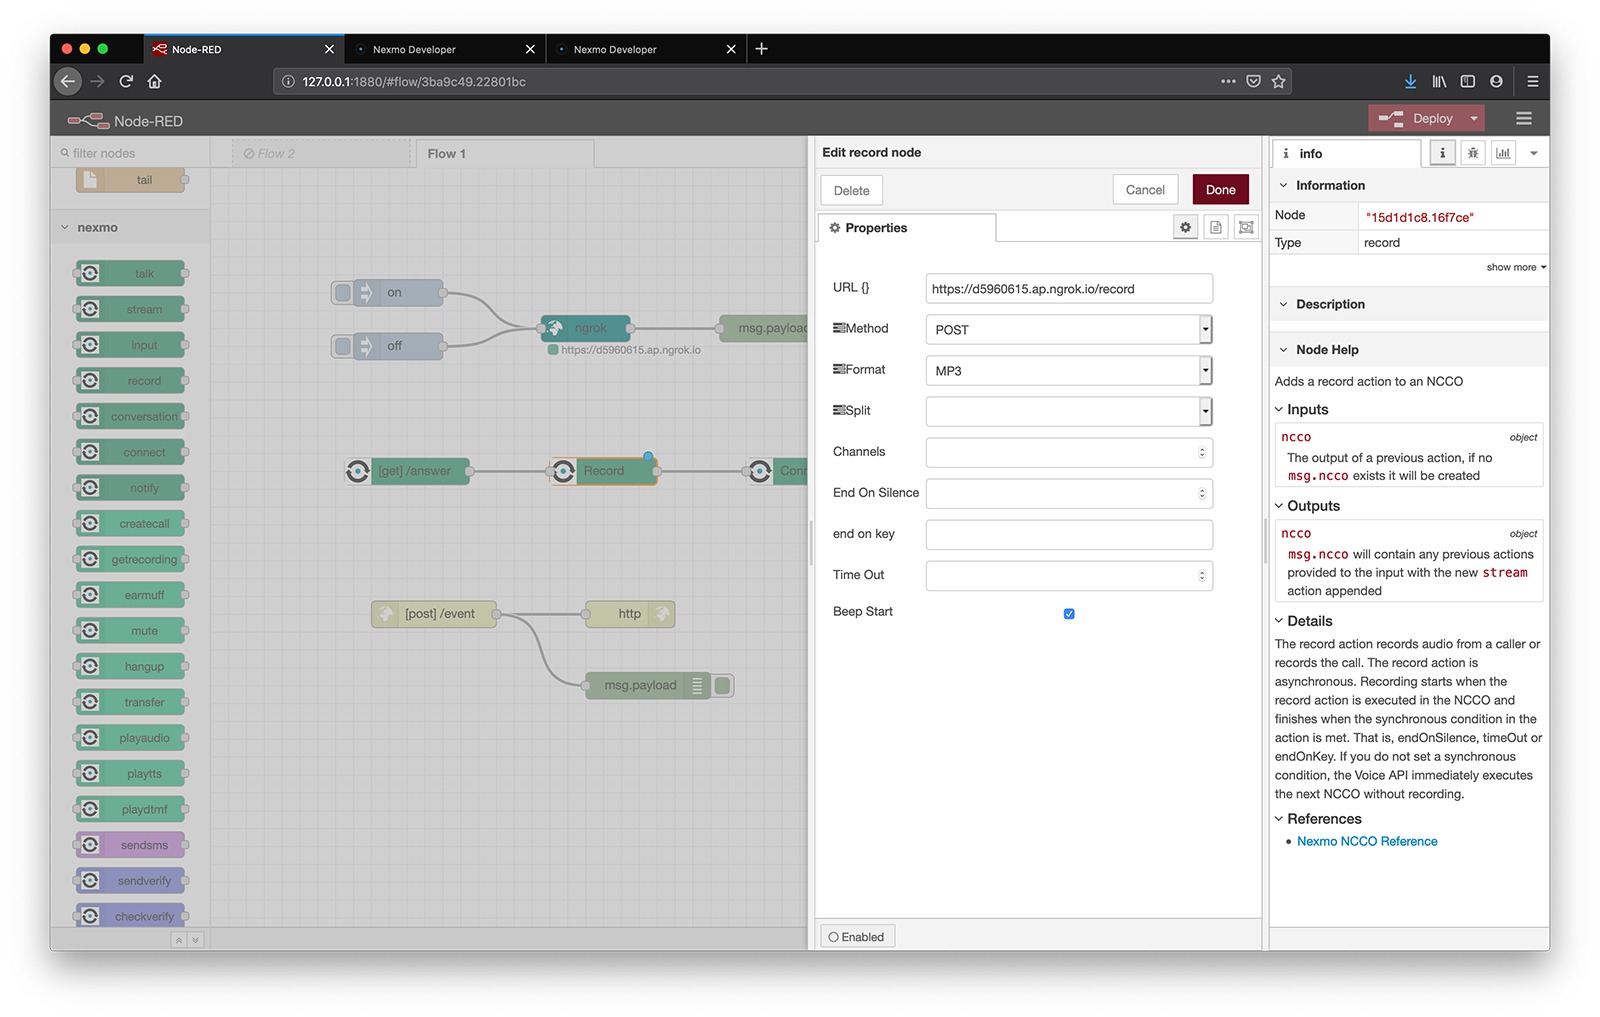 Node-RED
Nexmo Developer
Nexmo Developer
127.0.0.1:1880/#flow/3ba9c49.22801bc
Node-RED
Deploy
filter nodes
tail
nexmo
talk
stream
input
record
conversation
connect
notify
createcall
getrecording
earmuff
mute
hangup
transfer
playaudio
playtts
playdtmf
sendsms
sendverify
checkverify
Flow 2
Flow 1
on
off
ngrok
https://d5960615.ap.ngrok.io
msg.payload
[get] /answer
Record
Conn
[post] /event
http
msg.payload
Edit record node
Delete
Cancel
Done
Properties
URL {}
https://d5960615.ap.ngrok.io/record
Method
POST
Format
MP3
Split
Channels
End On Silence
end on key
Time Out
Beep Start
Enabled
i info
i
Information
Node
"15d1d1c8.16f7ce"
Type
record
show more
Description
Node Help
Adds a record action to an NCCO
Inputs
ncco object
The output of a previous action, if no
msg.ncco exists it will be created
Outputs
ncco object
msg.ncco will contain any previous actions
provided to the input with the new stream
action appended
Details
The record action records audio from a caller or
records the call. The record action is
asynchronous. Recording starts when the
record action is executed in the NCCO and
finishes when the synchronous condition in the
action is met. That is, endOnSilence, timeOut or
endOnKey. If you do not set a synchronous
condition, the Voice API immediately executes
the next NCCO without recording.
References
Nexmo NCCO Reference